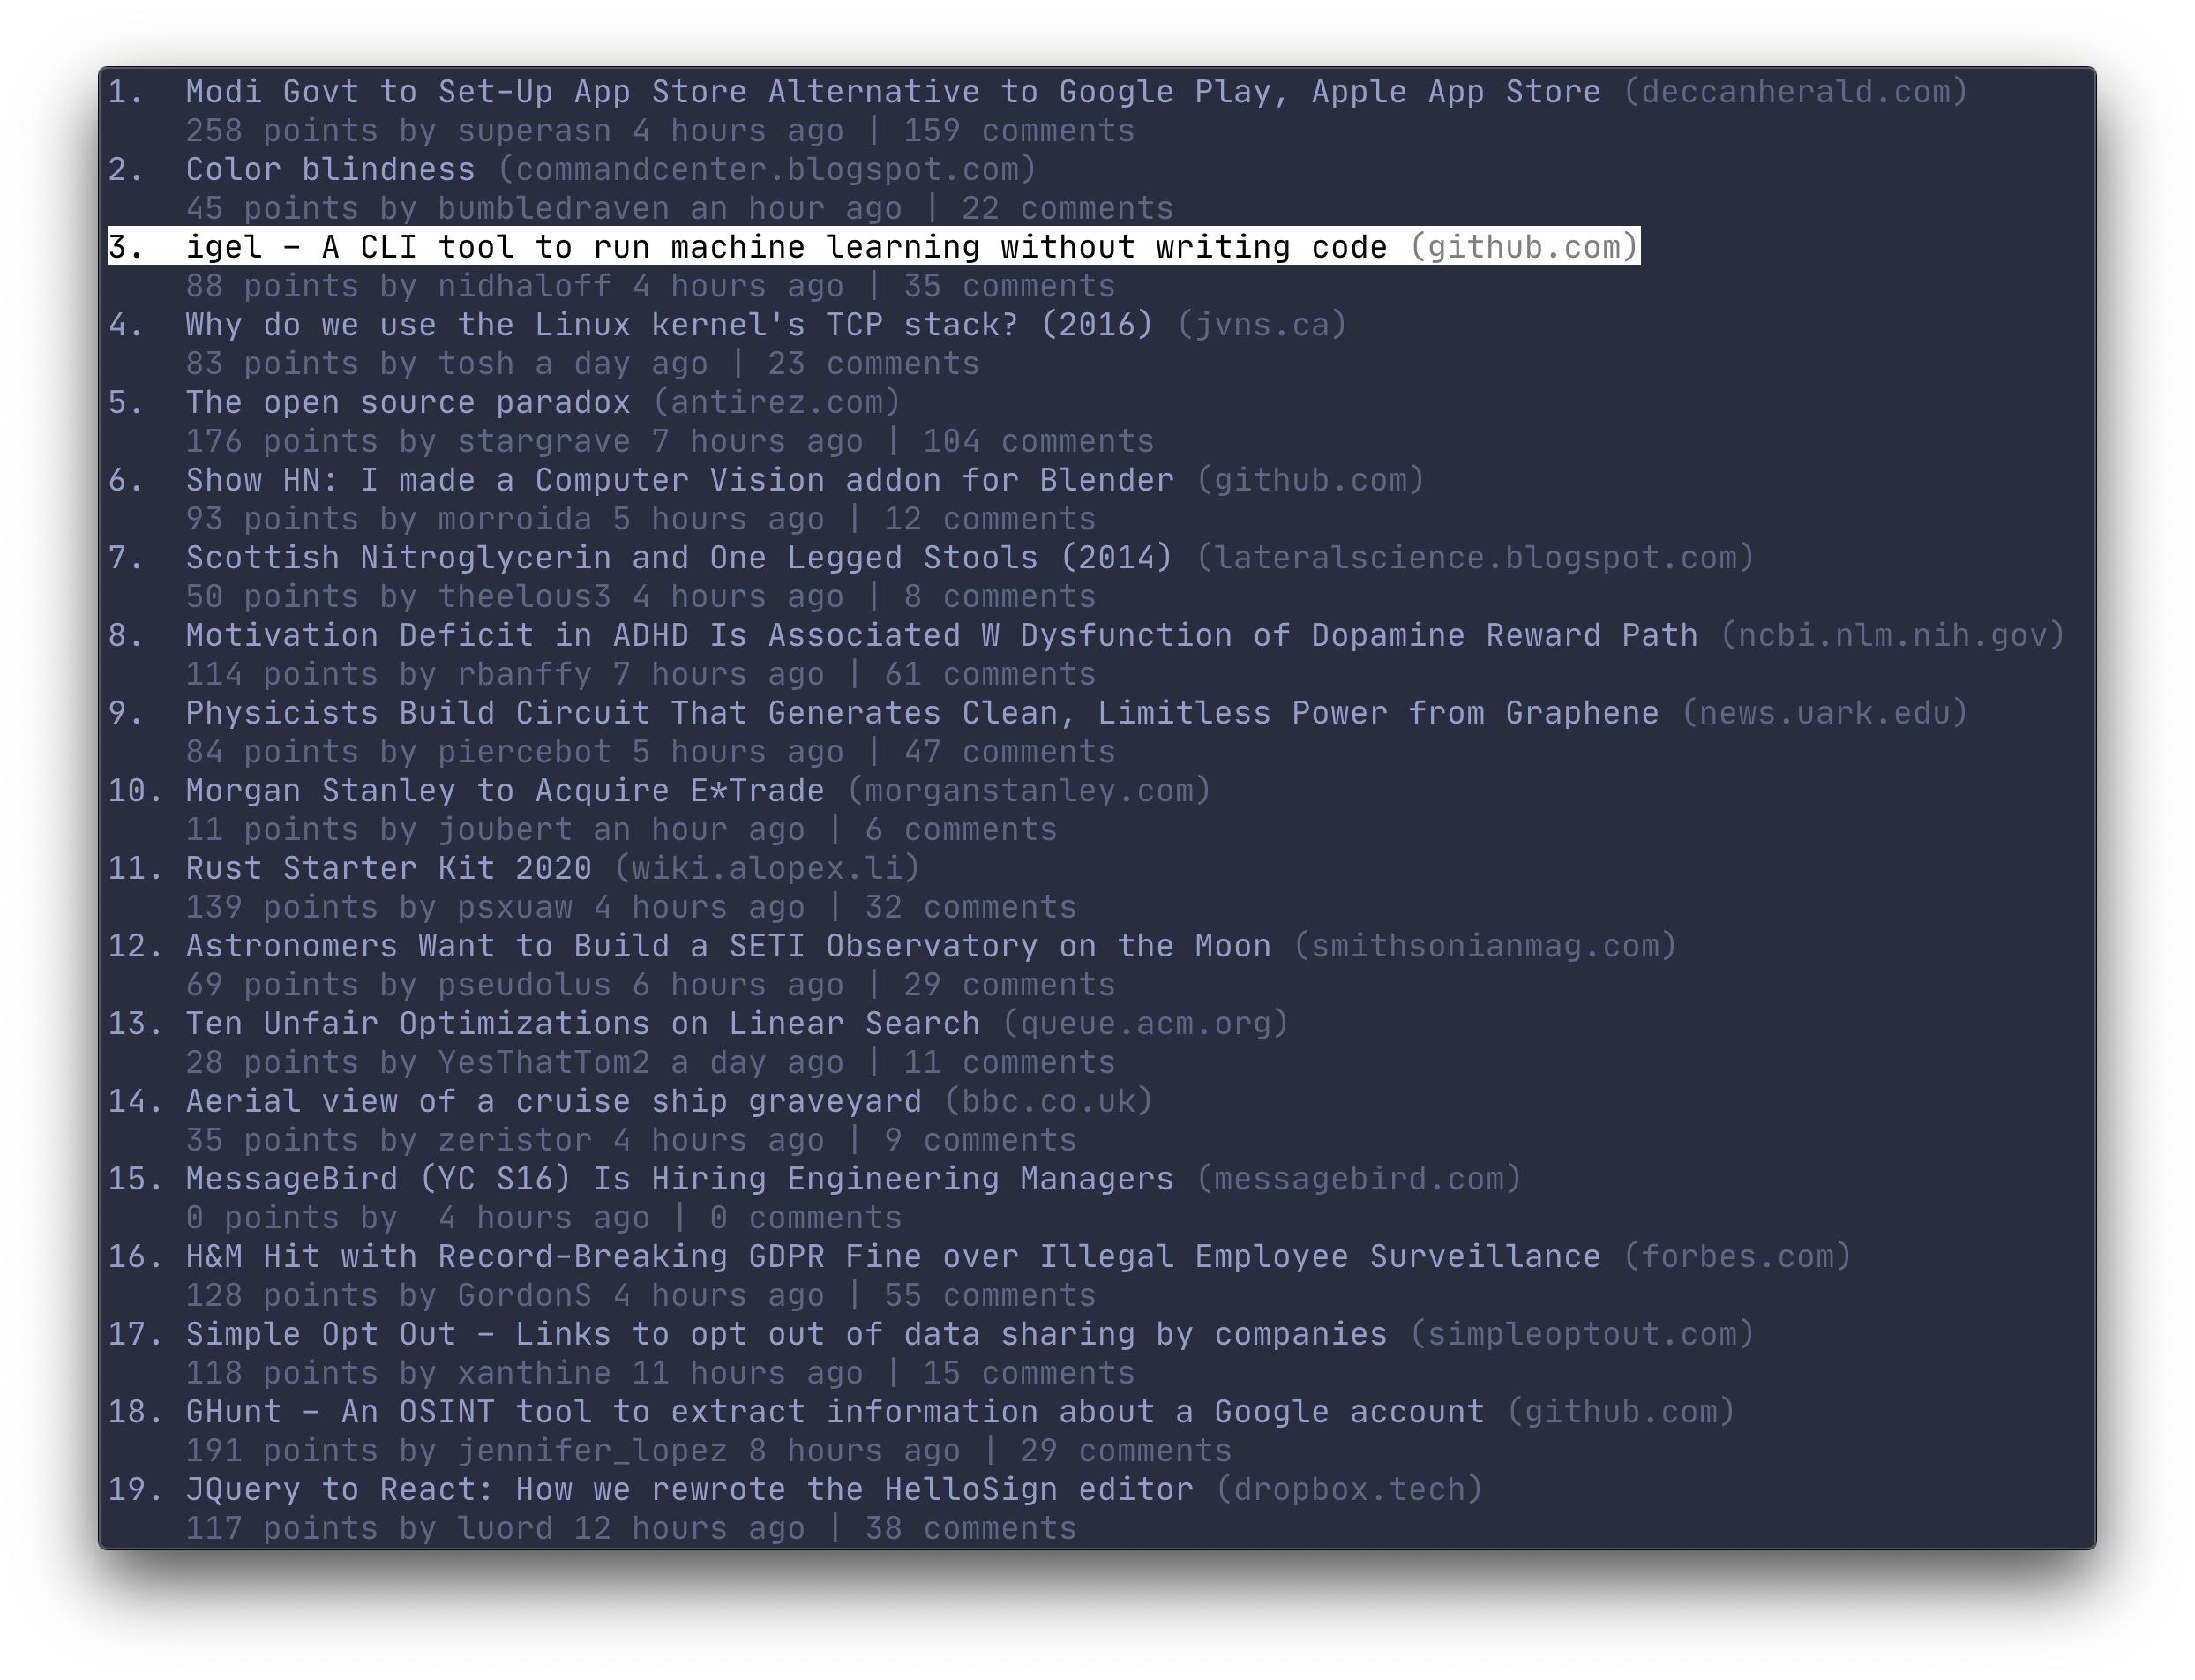 1.  Modi Govt to Set-Up App Store Alternative to Google Play, Apple App Store (deccanherald.com)
258 points by superasn 4 hours ago | 159 comments
2.  Color blindness (commandcenter.blogspot.com)
45 points by bumbledraven an hour ago | 22 comments
3.  igel - A CLI tool to run machine learning without writing code (github.com)
88 points by nidhaloff 4 hours ago | 35 comments
4.  Why do we use the Linux kernel's TCP stack? (2016) (jvns.ca)
83 points by tosh a day ago | 23 comments
5.  The open source paradox (antirez.com)
176 points by stargrave 7 hours ago | 104 comments
6.  Show HN: I made a Computer Vision addon for Blender (github.com)
93 points by morroida 5 hours ago | 12 comments
7.  Scottish Nitroglycerin and One Legged Stools (2014) (lateralscience.blogspot.com)
50 points by theelous3 4 hours ago | 8 comments
8.  Motivation Deficit in ADHD Is Associated W Dysfunction of Dopamine Reward Path (ncbi.nlm.nih.gov)
114 points by rbanffy 7 hours ago | 61 comments
9.  Physicists Build Circuit That Generates Clean, Limitless Power from Graphene (news.uark.edu)
84 points by piercebot 5 hours ago | 47 comments
10. Morgan Stanley to Acquire E*Trade (morganstanley.com)
11 points by joubert an hour ago | 6 comments
11. Rust Starter Kit 2020 (wiki.alopex.li)
139 points by psxuaw 4 hours ago | 32 comments
12. Astronomers Want to Build a SETI Observatory on the Moon (smithsonianmag.com)
69 points by pseudolus 6 hours ago | 29 comments
13. Ten Unfair Optimizations on Linear Search (queue.acm.org)
28 points by YesThatTom2 a day ago | 11 comments
14. Aerial view of a cruise ship graveyard (bbc.co.uk)
35 points by zeristor 4 hours ago | 9 comments
15. MessageBird (YC S16) Is Hiring Engineering Managers (messagebird.com)
0 points by  4 hours ago | 0 comments
16. H&M Hit with Record-Breaking GDPR Fine over Illegal Employee Surveillance (forbes.com)
128 points by GordonS 4 hours ago | 55 comments
17. Simple Opt Out - Links to opt out of data sharing by companies (simpleoptout.com)
118 points by xanthine 11 hours ago | 15 comments
18. GHunt - An OSINT tool to extract information about a Google account (github.com)
191 points by jennifer_lopez 8 hours ago | 29 comments
19. JQuery to React: How we rewrote the HelloSign editor (dropbox.tech)
117 points by luord 12 hours ago | 38 comments